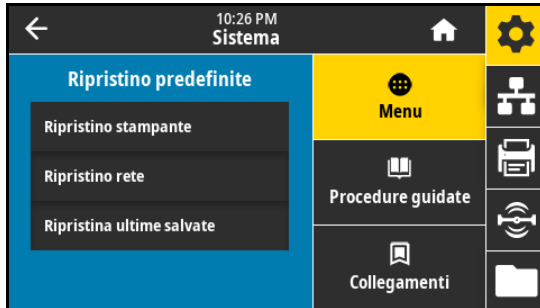 10:26 PM
Sistema
Ripristino predefinite
Ripristino stampante
Ripristino rete
Ripristina ultime salvate
Menu
Procedure guidate
Collegamenti